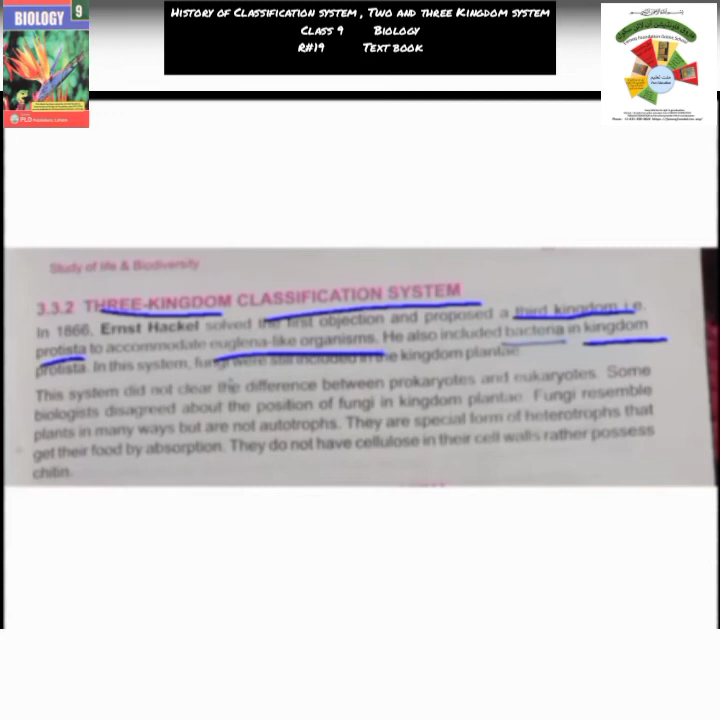 BIOLOGY 9
PLD Publishers, Lahore
History of Classification system , Two and three Kingdom system
Class 9 Biology
R#19 Text book
Study of life & Biodiversity
3.3.2 THREE-KINGDOM CLASSIFICATION SYSTEM
In 1866, Ernst Hackel solved the first objection and proposed a third kingdom i.e.
protista to accommodate euglena-like organisms. He also included bacteria in kingdom
protista. In this system, fungi were still included in the kingdom plantae
This system did not clear the difference between prokaryotes and eukaryotes. Some
biologists disagreed about the position of fungi in kingdom plantae. Fungi resemble
plants in many ways but are not autotrophs. They are special form of heterotrophs that
get their food by absorption. They do not have cellulose in their cell walls rather possess
chitin.